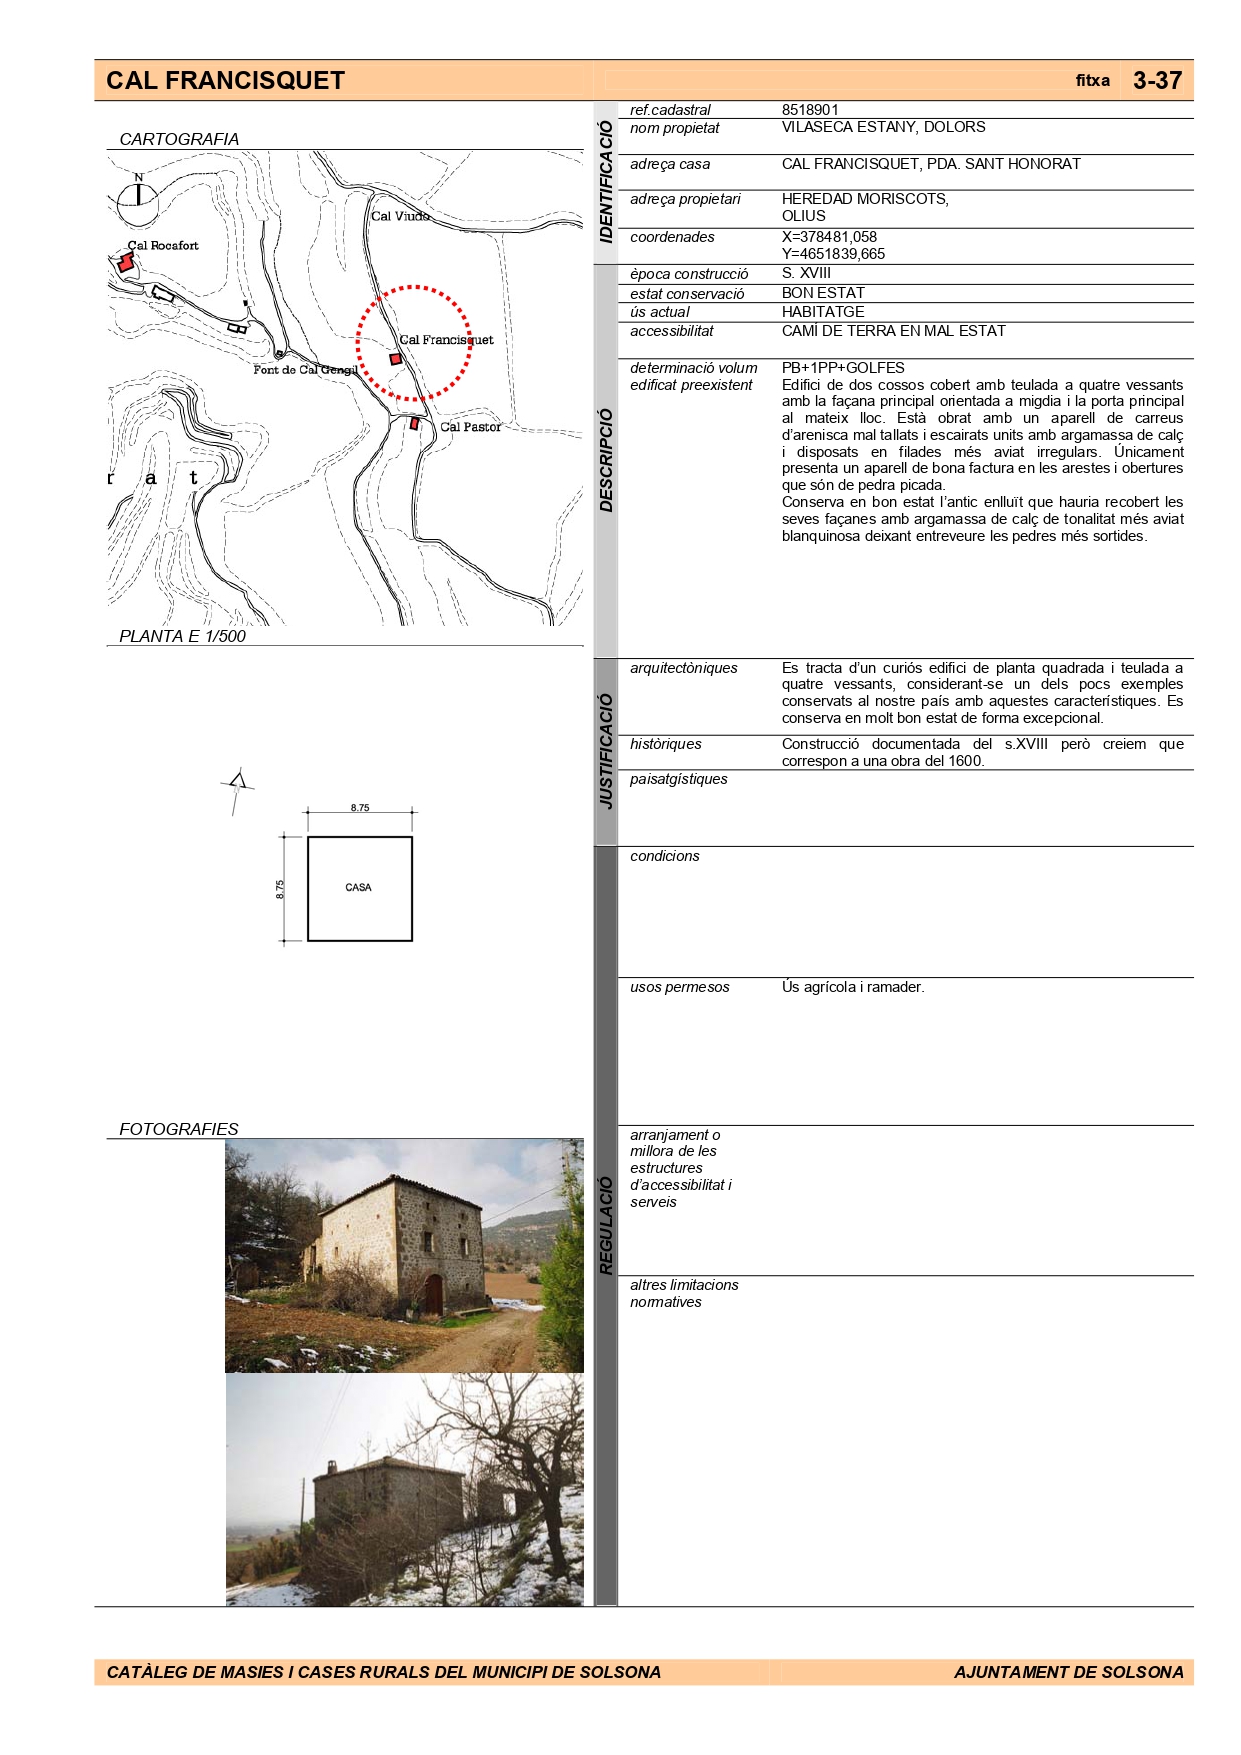 CAL FRANCISQUET
fitxa 3-37
CARTOGRAFIA
N
Cal Viudo
Cal Rocafort
Cal Francisquet
Font de Cal Gengil
Cal Pastor
r a t
PLANTA E 1/500
8.75
8.75
CASA
FOTOGRAFIES
IDENTIFICACIÓ
ref.cadastral 8518901
nom propietat VILASECA ESTANY, DOLORS
adreça casa CAL FRANCISQUET, PDA. SANT HONORAT
adreça propietari HEREDAD MORISCOTS,
OLIUS
coordenades X=378481,058
Y=4651839,665
DESCRIPCIÓ
època construcció S. XVIII
estat conservació BON ESTAT
ús actual HABITATGE
accessibilitat CAMÍ DE TERRA EN MAL ESTAT
determinació volum PB+1PP+GOLFES
edificat preexistent Edifici de dos cossos cobert amb teulada a quatre vessants
amb la façana principal orientada a migdia i la porta principal
al mateix lloc. Està obrat amb un aparell de carreus
d'arenisca mal tallats i escairats units amb argamassa de calç
i disposats en filades més aviat irregulars. Únicament
presenta un aparell de bona factura en les arestes i obertures
que són de pedra picada.
Conserva en bon estat l'antic enlluït que hauria recobert les
seves façanes amb argamassa de calç de tonalitat més aviat
blanquinosa deixant entreveure les pedres més sortides.
JUSTIFICACIÓ
arquitectòniques Es tracta d'un curiós edifici de planta quadrada i teulada a
quatre vessants, considerant-se un dels pocs exemples
conservats al nostre país amb aquestes característiques. Es
conserva en molt bon estat de forma excepcional.
històriques Construcció documentada del s.XVIII però creiem que
correspon a una obra del 1600.
paisatgístiques
REGULACIÓ
condicions
usos permesos Ús agrícola i ramader.
arranjament o
millora de les
estructures
d'accessibilitat i
serveis
altres limitacions
normatives
CATÀLEG DE MASIES I CASES RURALS DEL MUNICIPI DE SOLSONA
AJUNTAMENT DE SOLSONA